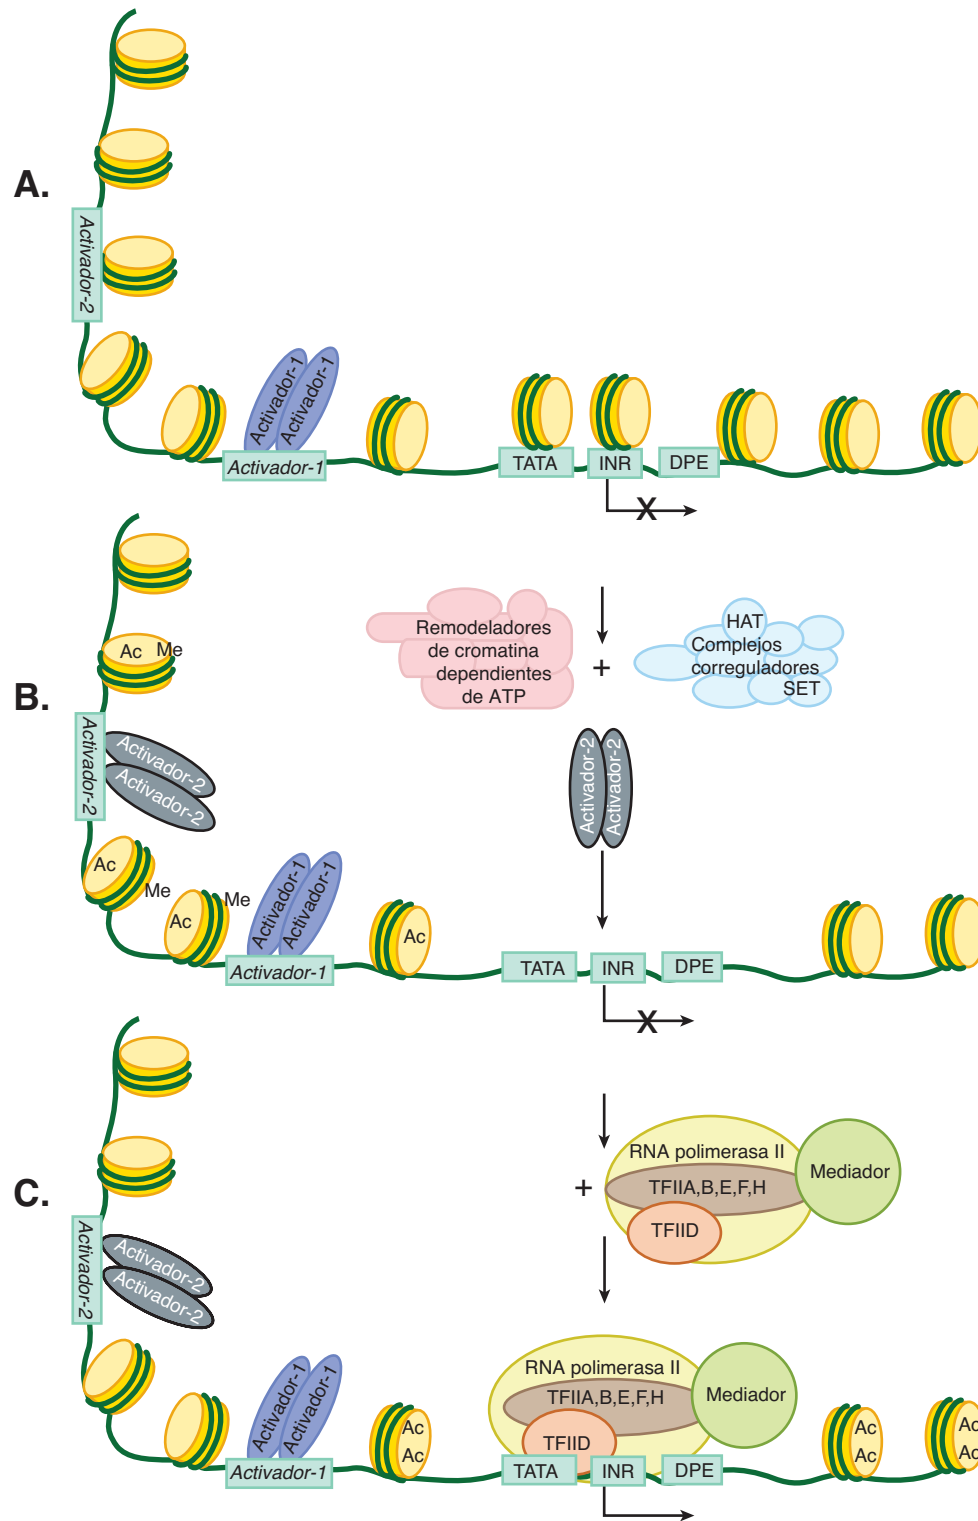 A.
Activador-2
Activador-1
Activador-1
Activador-1
TATA
INR
DPE
X
B.
Remodeladores
de cromatina
dependientes
de ATP
+
HAT
Complejos
correguladores
SET
Activador-2
Activador-2
Ac
Me
Activador-2
Activador-2
Activador-2
Ac
Me
Ac
Me
Activador-1
Activador-1
Activador-1
Ac
TATA
INR
DPE
X
C.
+
RNA polimerasa II
TFIIA,B,E,F,H
TFIID
Mediador
Activador-2
Activador-2
Activador-2
Activador-1
Activador-1
Activador-1
Ac
Ac
RNA polimerasa II
TFIIA,B,E,F,H
TFIID
Mediador
TATA
INR
DPE
Ac
Ac
Ac
Ac